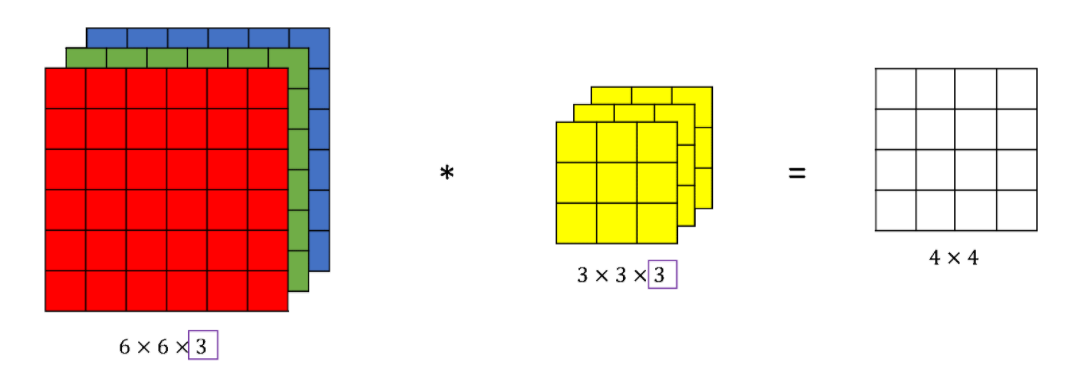 *
=
6 × 6 × 3
3 × 3 × 3
4 × 4